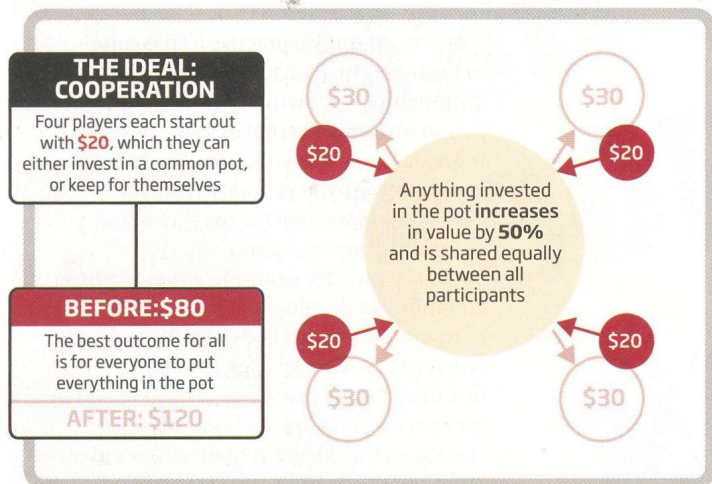 THE IDEAL:
COOPERATION
Four players each start out
with $20, which they can
either invest in a common pot,
or keep for themselves
BEFORE:$80
The best outcome for all
is for everyone to put
everything in the pot
AFTER: $120
$30
$30
$20
$20
Anything invested
in the pot increases
in value by 50%
and is shared equally
between all
participants
$20
$20
$30
$30